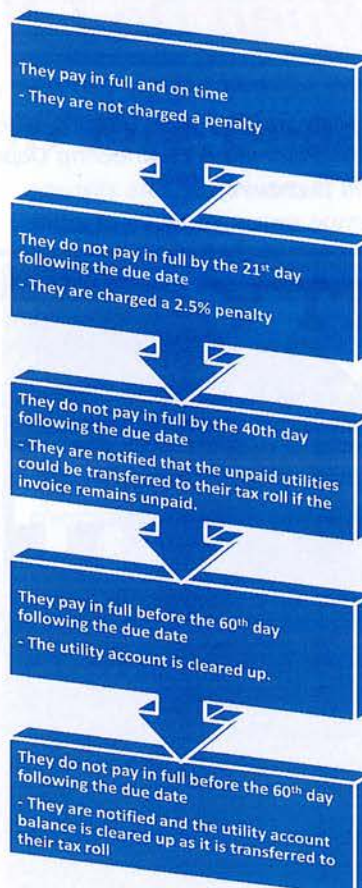 They pay in full and on time
- They are not charged a penalty
They do not pay in full by the 21st day
following the due date
- They are charged a 2.5% penalty
They do not pay in full by the 40th day
following the due date
- They are notified that the unpaid utilities
could be transferred to their tax roll if the
invoice remains unpaid.
They pay in full before the 60th day
following the due date
- The utility account is cleared up.
They do not pay in full before the 60th day
following the due date
- They are notified and the utility account
balance is cleared up as it is transferred to
their tax roll